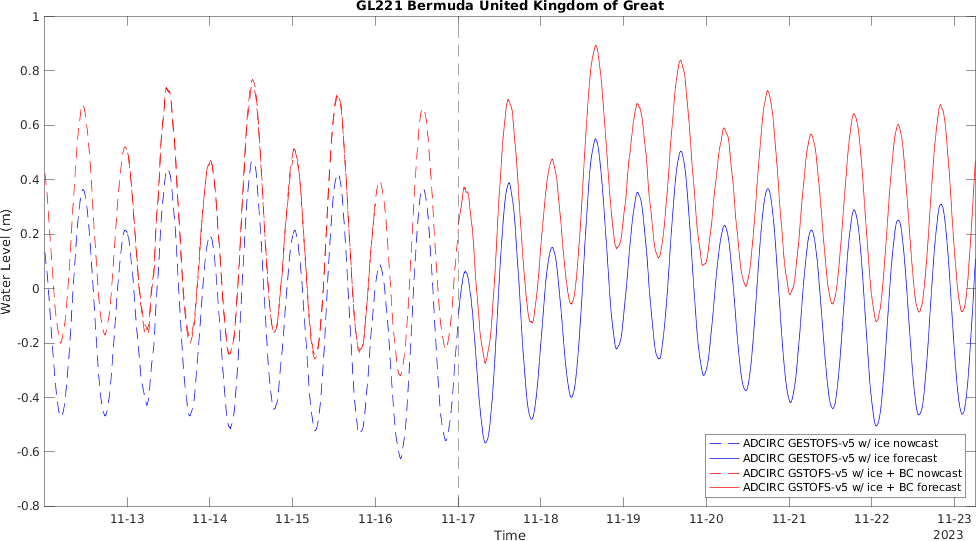 GL221 Bermuda United Kingdom of Great
1
0.8
0.6
0.4
0.2
0
-0.2
-0.4
-0.6
-0.8
Water Level (m)
ADCIRC GESTOFS-v5 w/ ice nowcast
ADCIRC GESTOFS-v5 w/ ice forecast
ADCIRC GSTOFS-v5 w/ ice + BC nowcast
ADCIRC GSTOFS-v5 w/ ice + BC forecast
11-13 11-14 11-15 11-16 11-17 11-18 11-19 11-20 11-21 11-22 11-23
Time 2023